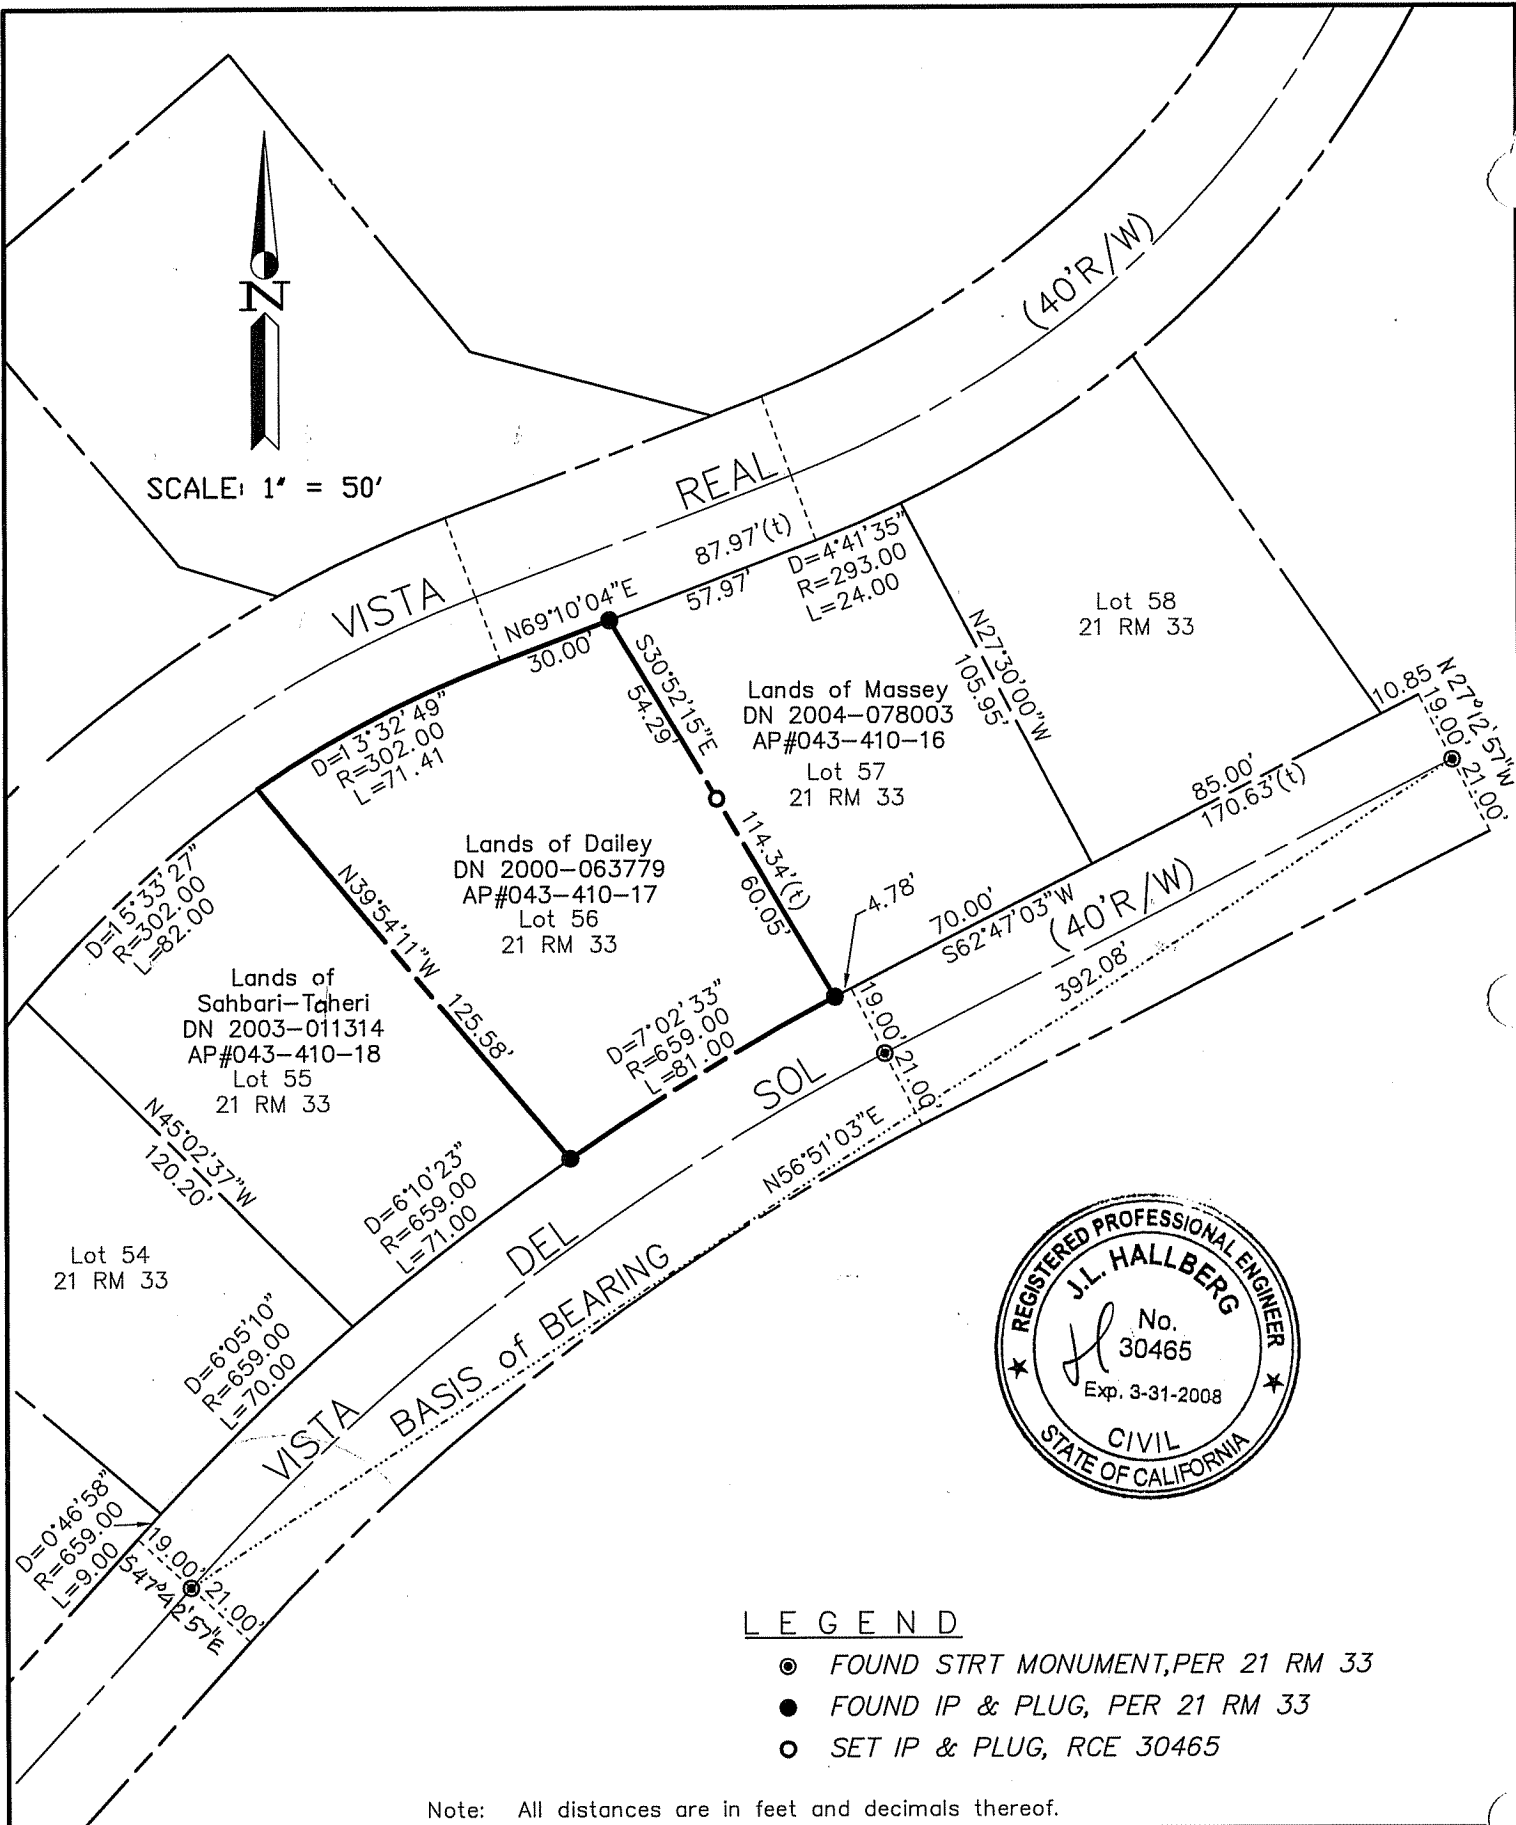 (40'R/W)
N
SCALE: 1" = 50'
VISTA REAL
87.97'(t)
N69°10'04"E
30.00'
57.97'
D=4°41'35"
R=293.00
L=24.00
Lot 58
21 RM 33
N27°30'00"W
105.95'
S30°52'15"E
54.29'
Lands of Massey
DN 2004-078003
AP#043-410-16
Lot 57
21 RM 33
10.85
N27°12'57"W
19.00'
21.00'
85.00'
170.63'(t)
D=13°32'49"
R=302.00
L=71.41
Lands of Dailey
DN 2000-063779
AP#043-410-17
Lot 56
21 RM 33
114.34'(t)
60.05'
4.78'
70.00'
S62°47'03"W
(40'R/W)
392.08'
N39°54'11"W
125.58'
D=15°33'27"
R=302.00
L=82.00
Lands of
Sahbari-Taheri
DN 2003-011314
AP#043-410-18
Lot 55
21 RM 33
D=7°02'33"
R=659.00
L=81.00
19.00'
21.00'
N45°02'37"W
120.20'
D=6°10'23"
R=659.00
L=71.00
VISTA DEL SOL
N56°51'03"E
BASIS of BEARING
Lot 54
21 RM 33
D=6°05'10"
R=659.00
L=70.00
D=0°46'58"
R=659.00
L=9.00
19.00'
21.00'
S47°42'57"E
REGISTERED PROFESSIONAL ENGINEER
J.L. HALLBERG
No.
30465
Exp. 3-31-2008
CIVIL
STATE OF CALIFORNIA
LEGEND
FOUND STRT MONUMENT,PER 21 RM 33
FOUND IP & PLUG, PER 21 RM 33
SET IP & PLUG, RCE 30465
Note: All distances are in feet and decimals thereof.